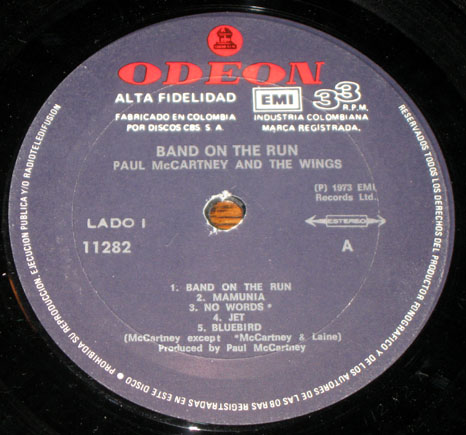 ODEON
ALTA FIDELIDAD
EMI
33
R.P.M.
FABRICADO EN COLOMBIA
POR DISCOS CBS S. A.
INDUSTRIA COLOMBIANA
MARCA REGISTRADA.
BAND ON THE RUN
PAUL McCARTNEY AND THE WINGS
(P) 1973 EMI
Records Ltd.
LADO I
11282
ESTEREO
A
1. BAND ON THE RUN
2. MAMUNIA
3. NO WORDS*
4. JET
5. BLUEBIRD
(McCartney except *McCartney & Laine)
Produced by Paul McCartney
RESERVADOS TODOS LOS DERECHOS DEL PRODUCTOR FONOGRAFICO Y DE LOS AUTORES DE LAS OBRAS REGISTRADAS EN ESTE DISCO
PROHIBIDA SU REPRODUCCION, EJECUCION PUBLICA Y/O RADIOTELEDIFUSION